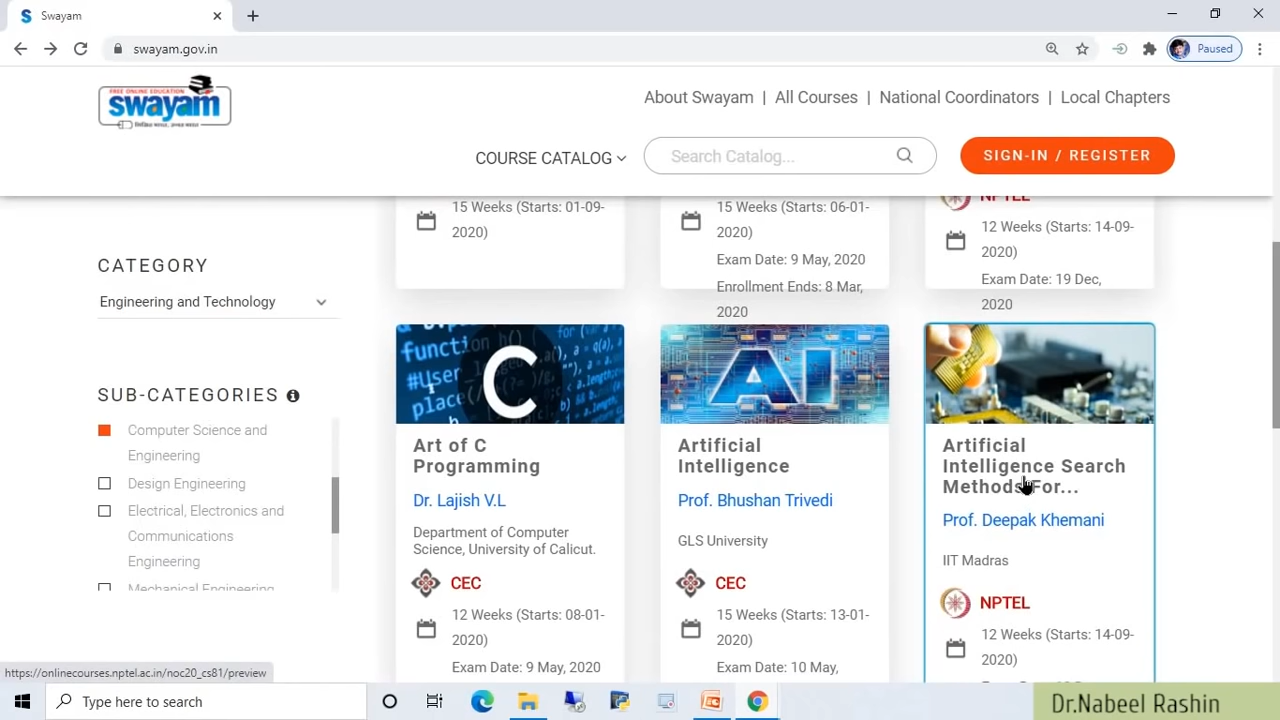 Swayam
swayam.gov.in
Paused
FREE ONLINE EDUCATION
swayam
About Swayam | All Courses | National Coordinators | Local Chapters
COURSE CATALOG
Search Catalog...
SIGN-IN / REGISTER
CATEGORY
Engineering and Technology
SUB-CATEGORIES
Computer Science and
Engineering
Design Engineering
Electrical, Electronics and
Communications
Engineering
Mechanical Engineering
15 Weeks (Starts: 01-09-
2020)
15 Weeks (Starts: 06-01-
2020)
Exam Date: 9 May, 2020
Enrollment Ends: 8 Mar,
2020
NPTEL
12 Weeks (Starts: 14-09-
2020)
Exam Date: 19 Dec,
2020
C
Art of C
Programming
Dr. Lajish V.L
Department of Computer
Science, University of Calicut.
CEC
12 Weeks (Starts: 08-01-
2020)
Exam Date: 9 May, 2020
AI
Artificial
Intelligence
Prof. Bhushan Trivedi
GLS University
CEC
15 Weeks (Starts: 13-01-
2020)
Exam Date: 10 May,
Artificial
Intelligence Search
Methods For...
Prof. Deepak Khemani
IIT Madras
NPTEL
12 Weeks (Starts: 14-09-
2020)
https://onlinecourses.nptel.ac.in/noc20_cs81/preview
Type here to search
Dr.Nabeel Rashin